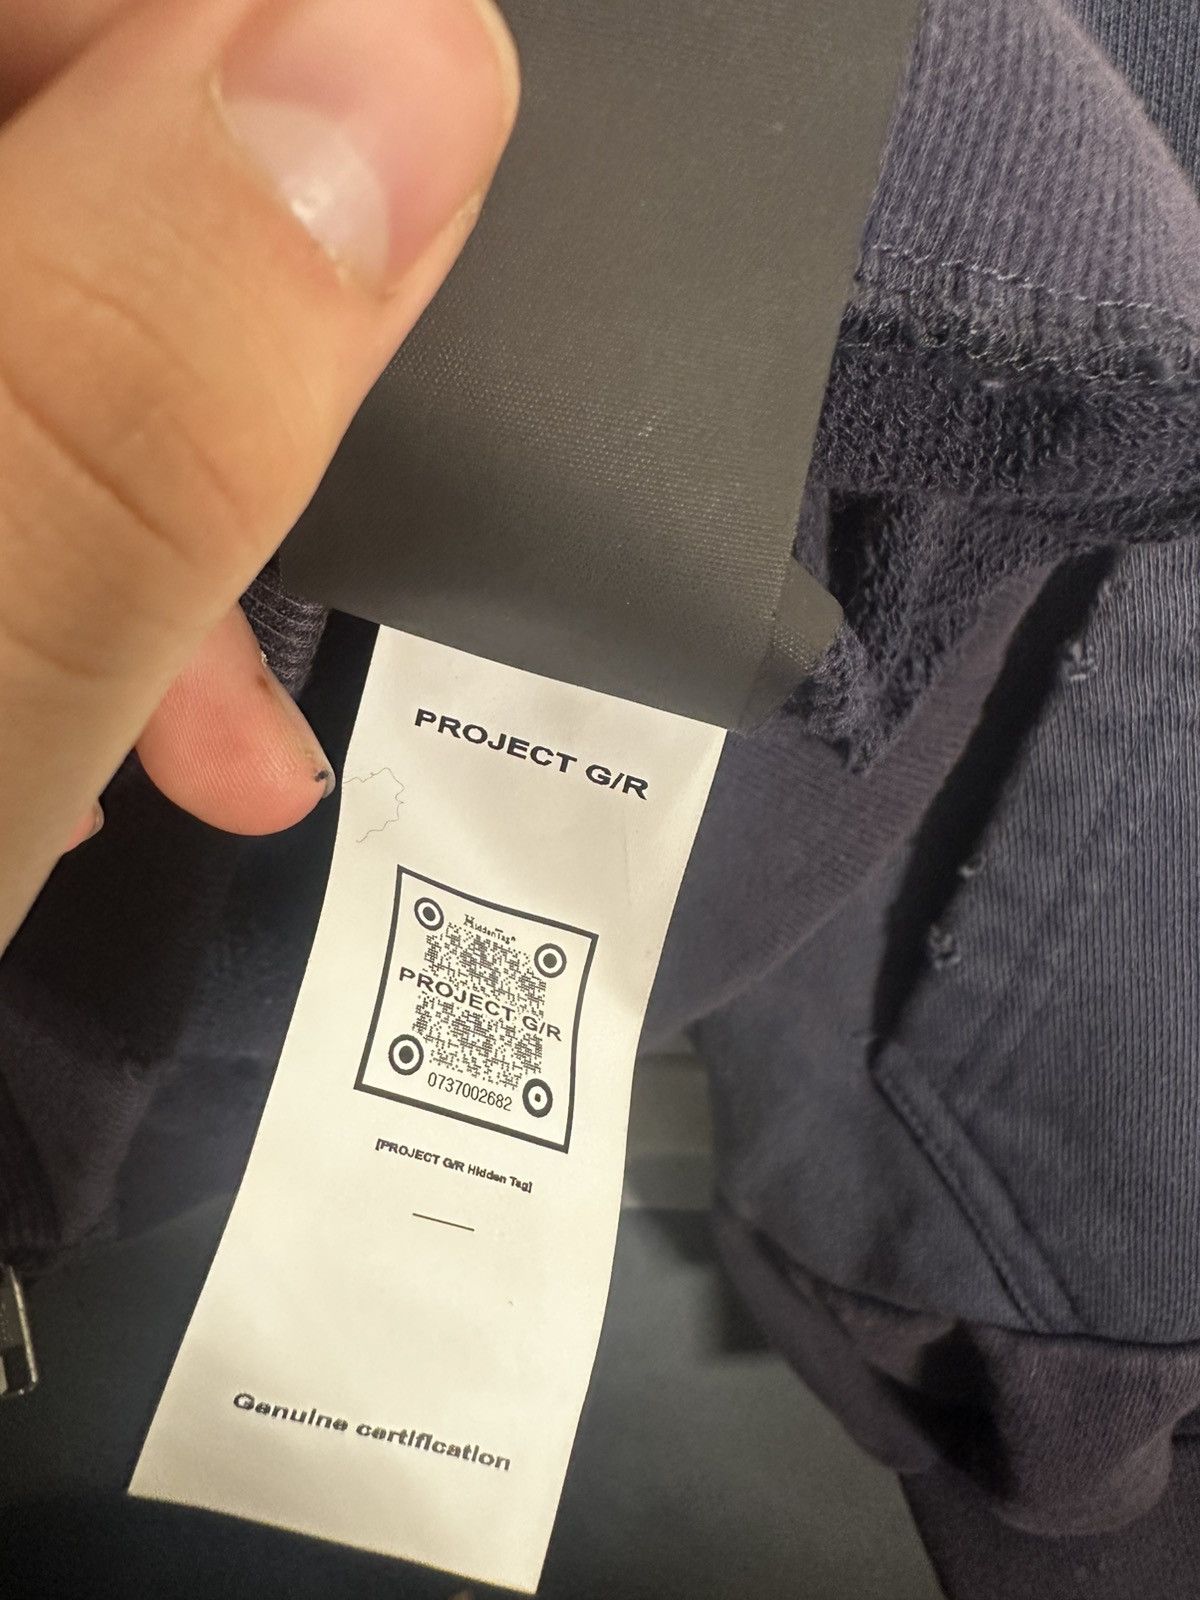 PROJECT G/R
HiddenTag®
PROJECT G/R
0737002682
[PROJECT G/R Hidden Tag]
Genuine certification